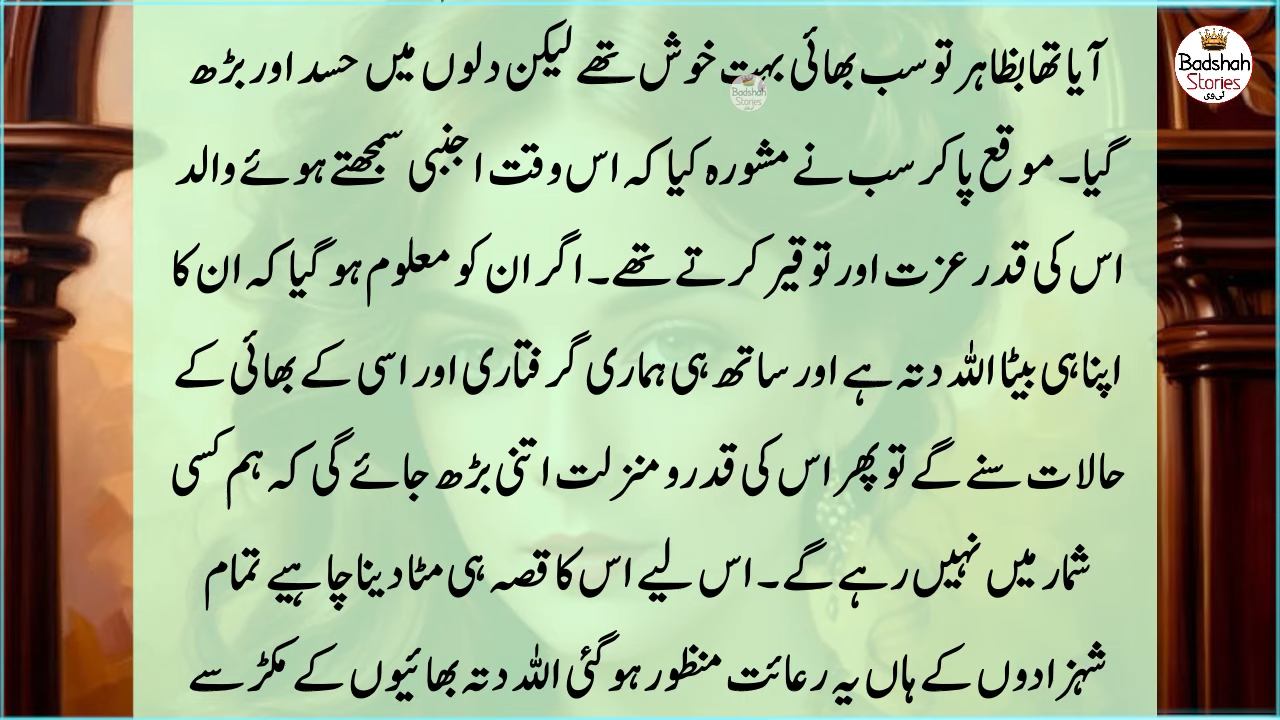 آیا تھا بظاہر تو سب بھائی بہت خوش تھے لیکن دلوں میں حسد اور بڑھ
گیا۔ موقع پا کر سب نے مشورہ کیا کہ اس وقت اجنبی سمجھتے ہوئے والد
اس کی قدر عزت اور توقیر کرتے تھے۔ اگر ان کو معلوم ہو گیا کہ ان کا
اپنا ہی بیٹا اللہ دتہ ہے اور ساتھ ہی ہماری گرفتاری اور اسی کے بھائی کے
حالات سنے گے تو پھر اس کی قدر و منزلت اتنی بڑھ جائے گی کہ ہم کسی
شمار میں نہیں رہے گے۔ اس لیے اس کا قصہ ہی مٹا دینا چاہیے تمام
شہزادوں کے ہاں یہ رعائت منظور ہو گئی اللہ دتہ بھائیوں کے مکڑ سے
Badshah
Stories
ٹی وی
Badshah
Stories